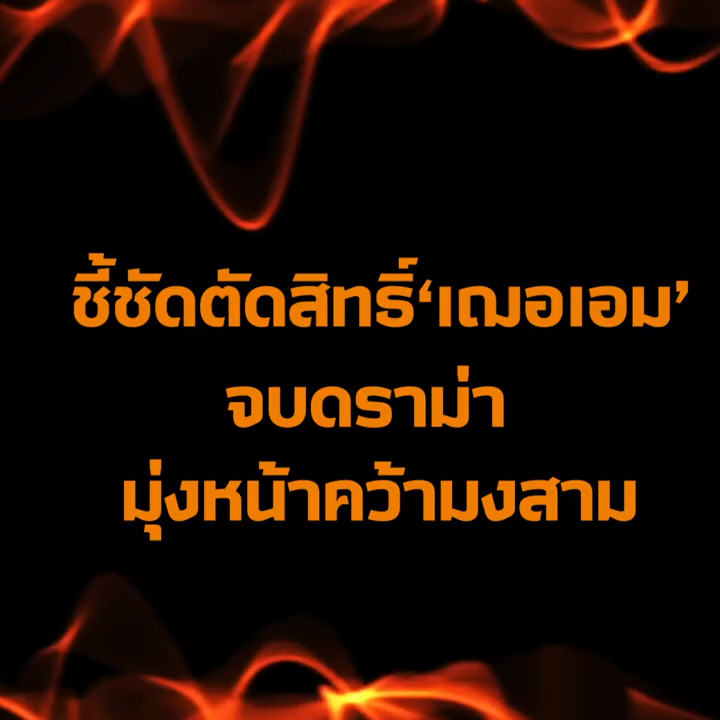 ชี้ชัดตัดสิทธิ์‘เฌอเอม’
จบดราม่า
มุ่งหน้าคว้ามงสาม